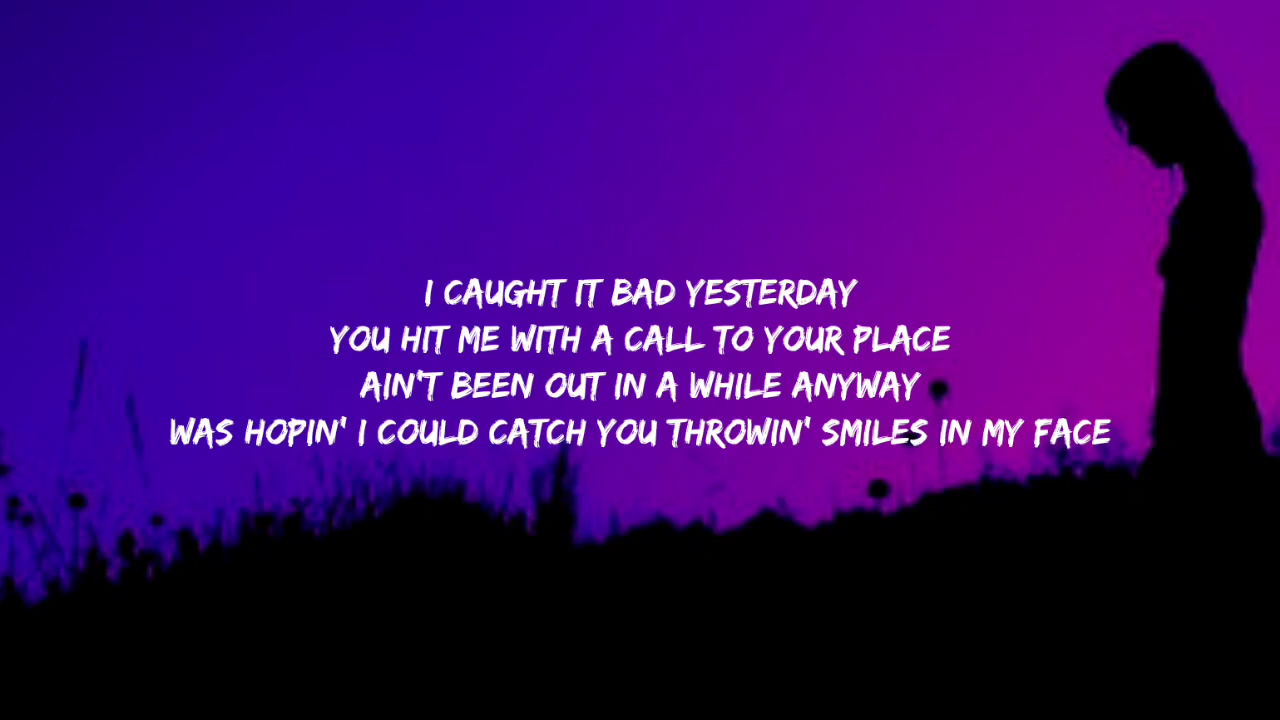 I CAUGHT IT BAD YESTERDAY
YOU HIT ME WITH A CALL TO YOUR PLACE
AIN'T BEEN OUT IN A WHILE ANYWAY
WAS HOPIN' I COULD CATCH YOU THROWIN' SMILES IN MY FACE